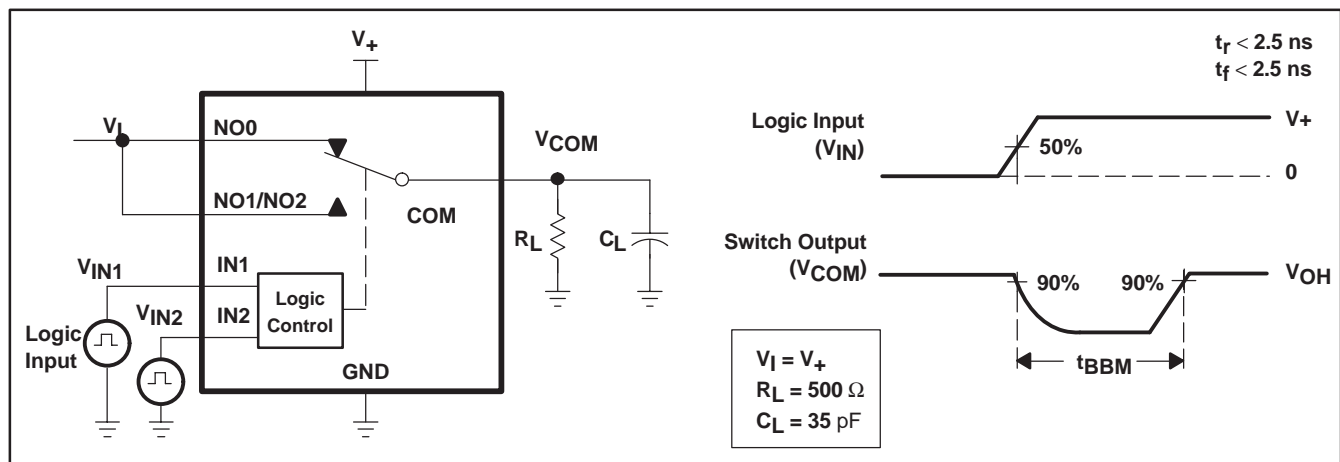 V+
VI
NO0
NO1/NO2
COM
VCOM
RL
CL
VIN1
IN1
VIN2
IN2
Logic
Control
Logic
Input
GND
tr < 2.5 ns
tf < 2.5 ns
Logic Input
(VIN)
50%
V+
0
Switch Output
(VCOM)
90%
90%
VOH
tBBM
VI = V+
RL = 500 Ω
CL = 35 pF